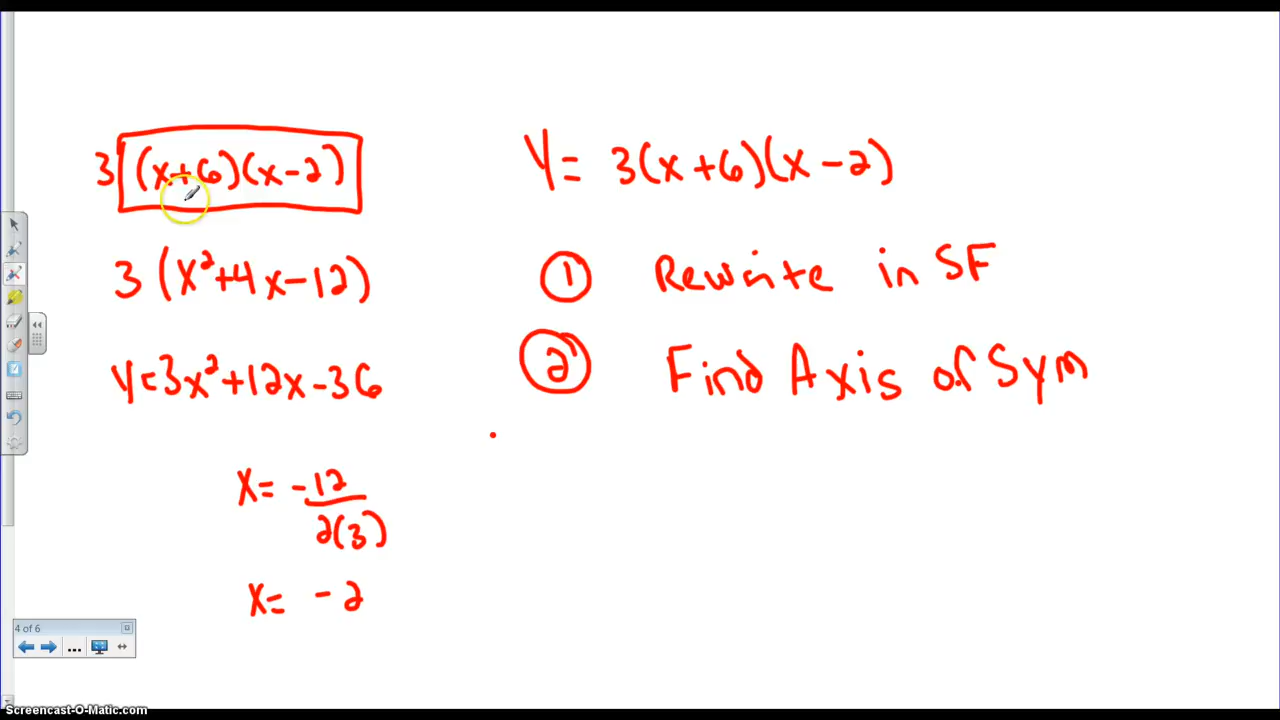 3 (x+6)(x-2)
3 (x²+4x-12)
y=3x²+12x-36
x= -12/2(3)
x= -2
y= 3(x+6)(x-2)
① Rewrite in SF
② Find Axis of Sym
4 of 6
Screencast-O-Matic.com